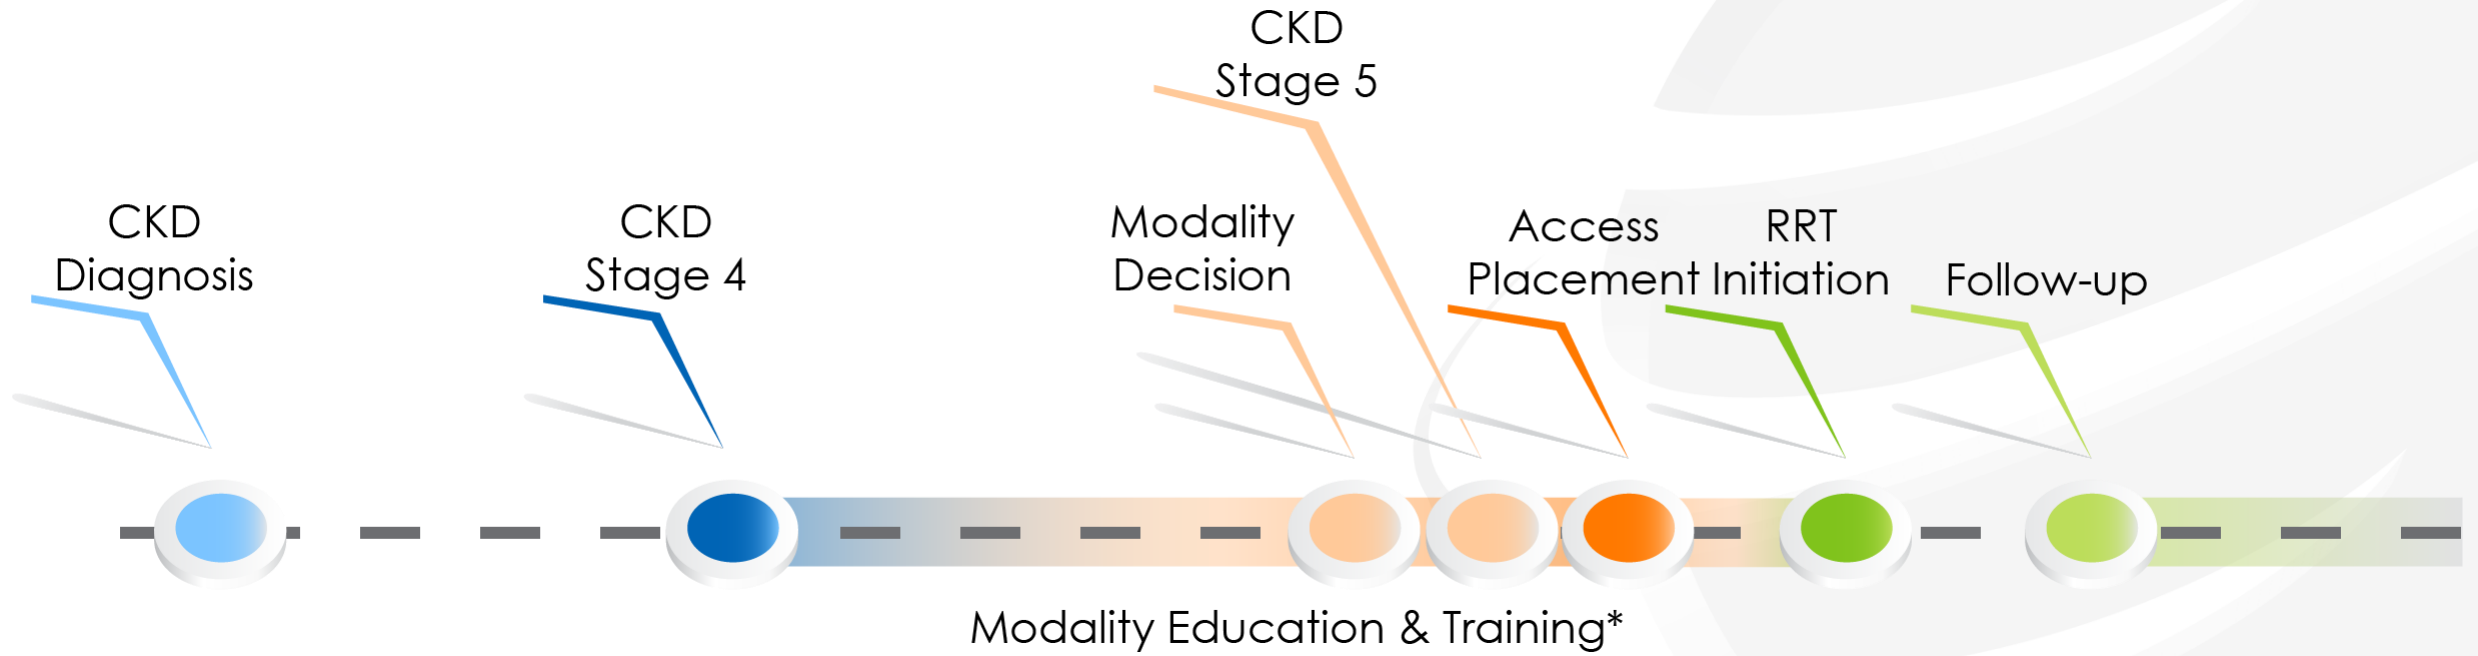 CKD
Diagnosis
CKD
Stage 4
Modality
Decision
CKD
Stage 5
Access
Placement
RRT
Initiation
Follow-up
Modality Education & Training*